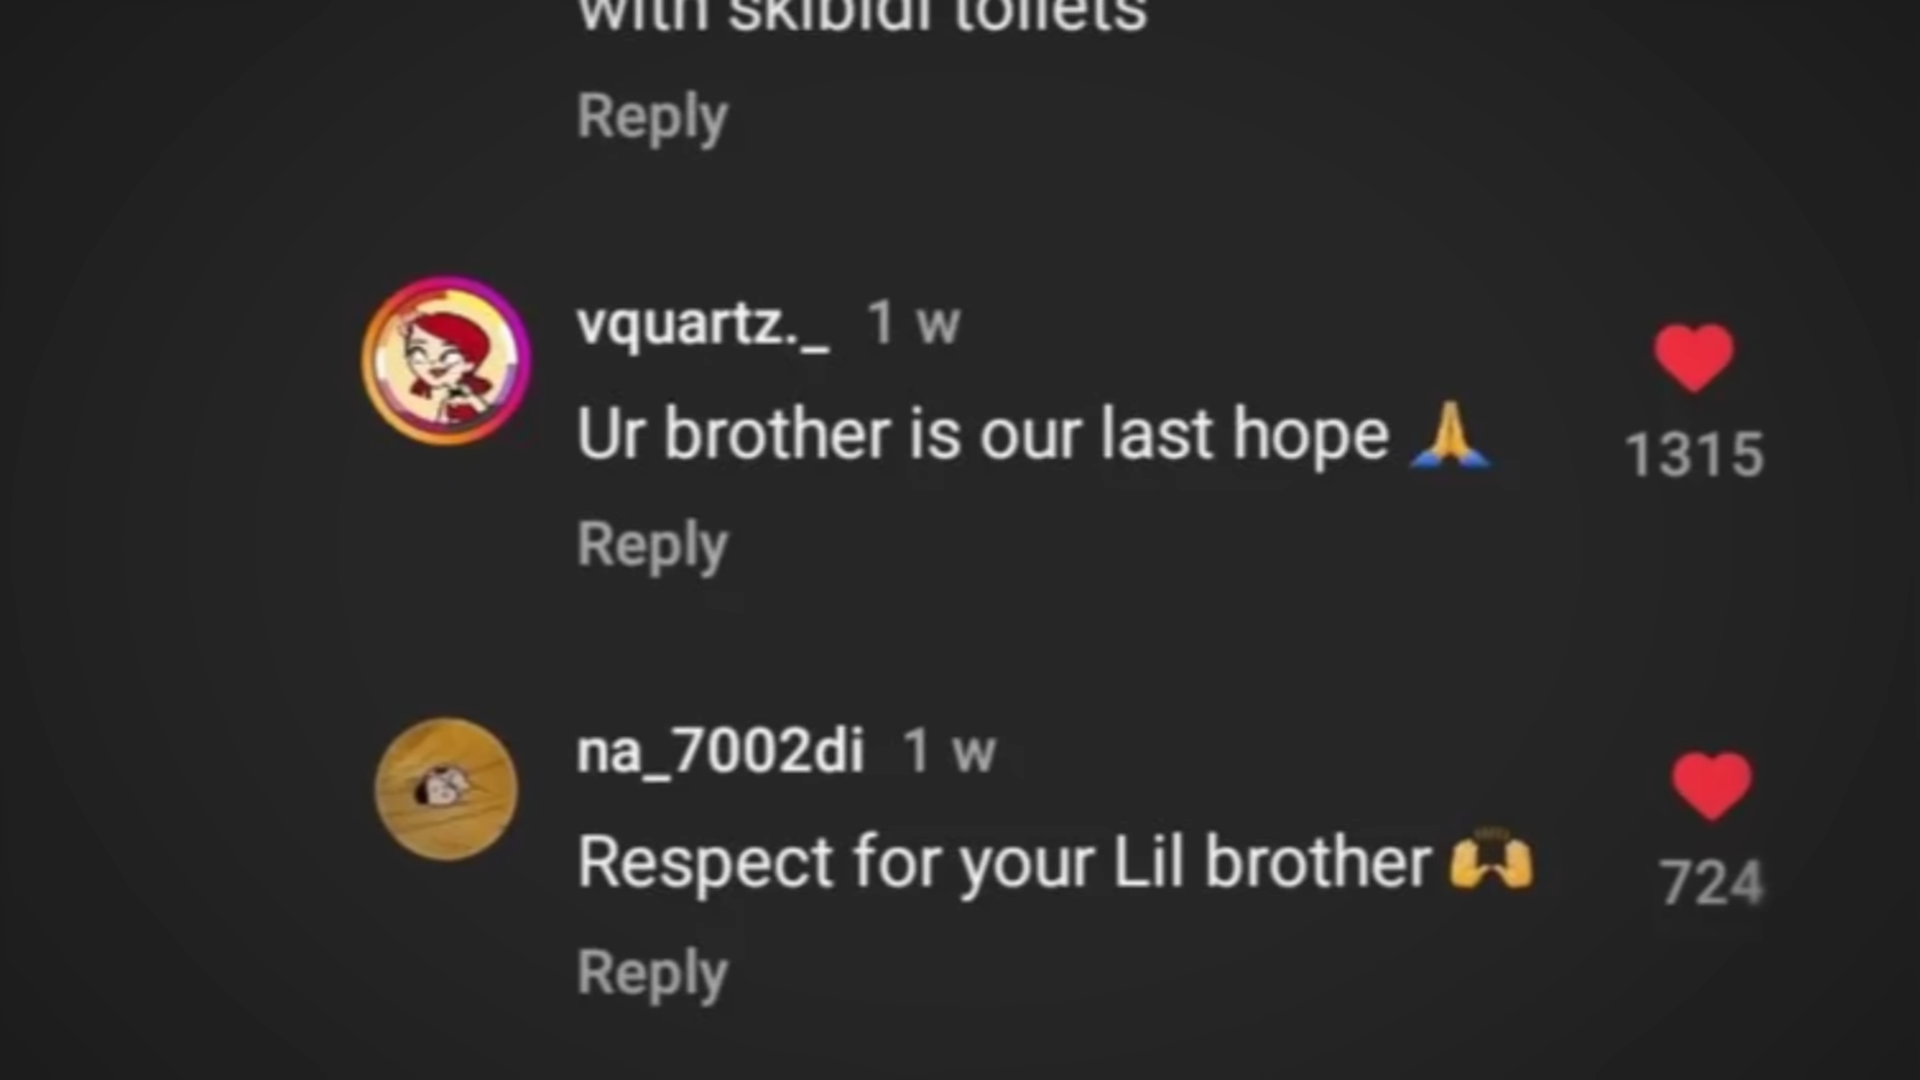 with skibidi toilets
Reply
vquartz._ 1 w
Ur brother is our last hope 🙏
1315
Reply
na_7002di 1 w
Respect for your Lil brother 🙌
724
Reply